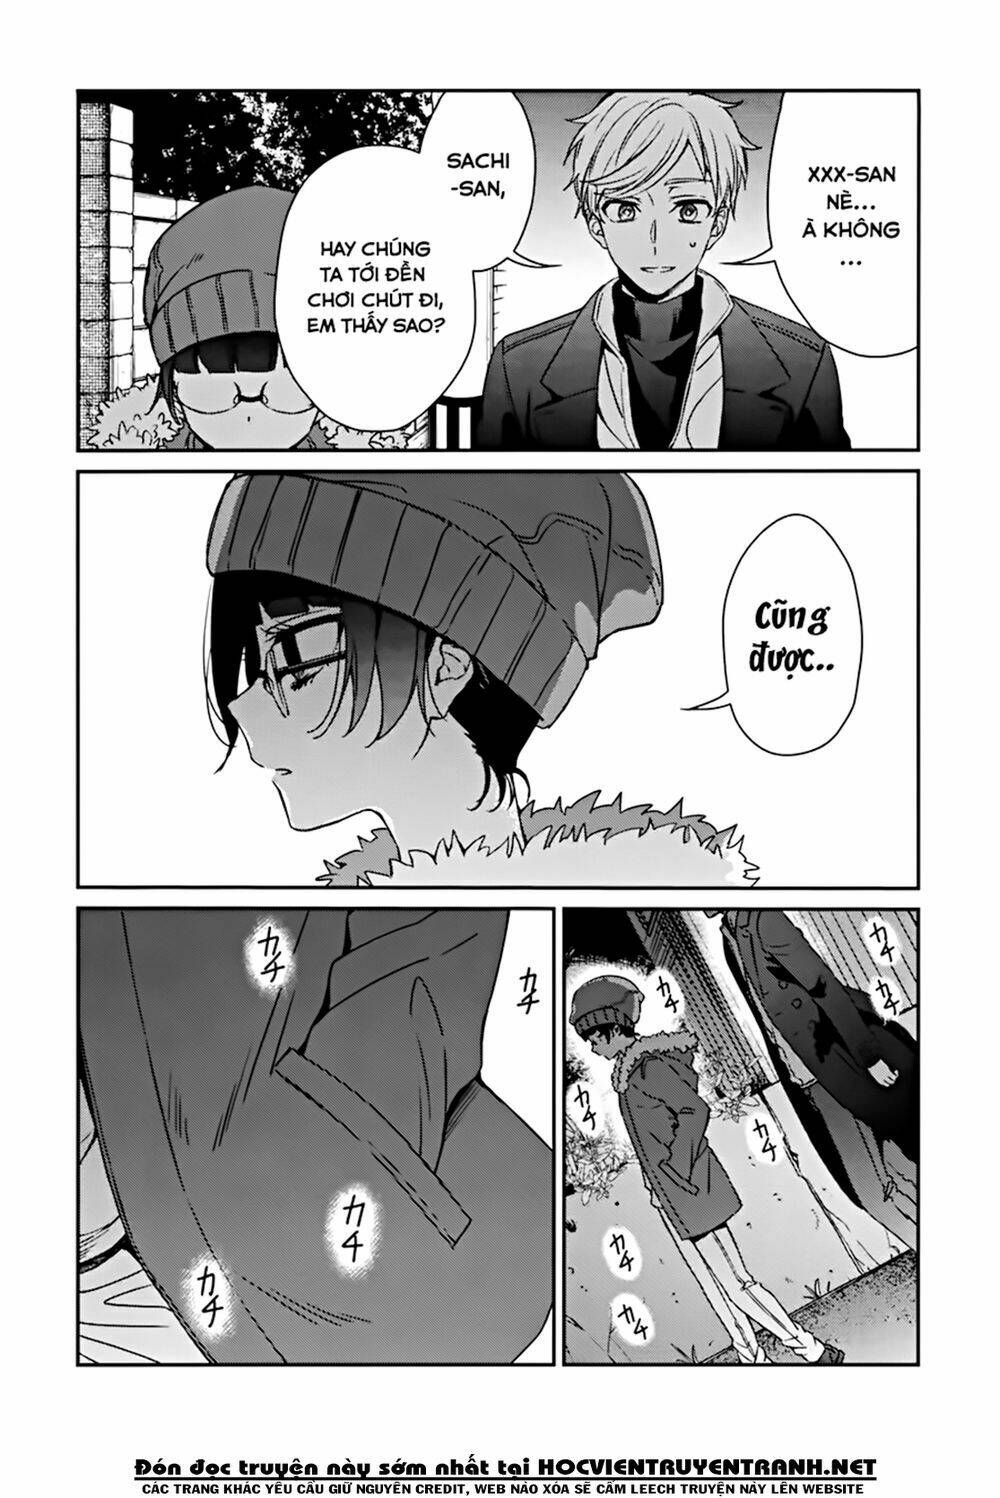 XXX-SAN
NÈ...
À KHÔNG
...
SACHI
-SAN,
HAY CHÚNG
TA TỚI ĐỀN
CHƠI CHÚT ĐI,
EM THẤY SAO?
Cũng
được..
カチ
カチ
カチ
カチ
カチ
カチ
カチ
カチ
カチ
カチ
Đón đọc truyện này sớm nhất tại HOCVIENTRUYENTRANH.NET
CÁC TRANG KHÁC YÊU CẦU GIỮ NGUYÊN CREDIT, WEB NÀO XÓA SẼ CẤM LEECH TRUYỆN NÀY LÊN WEBSITE